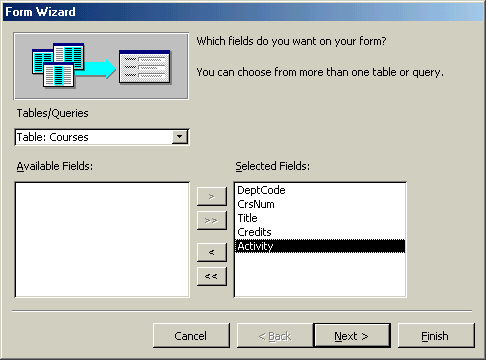 Form Wizard
Which fields do you want on your form?
You can choose from more than one table or query.
Tables/Queries
Table: Courses
Available Fields:
Selected Fields:
DeptCode
CrsNum
Title
Credits
Activity
>
>>
<
<<
Cancel
< Back
Next >
Finish